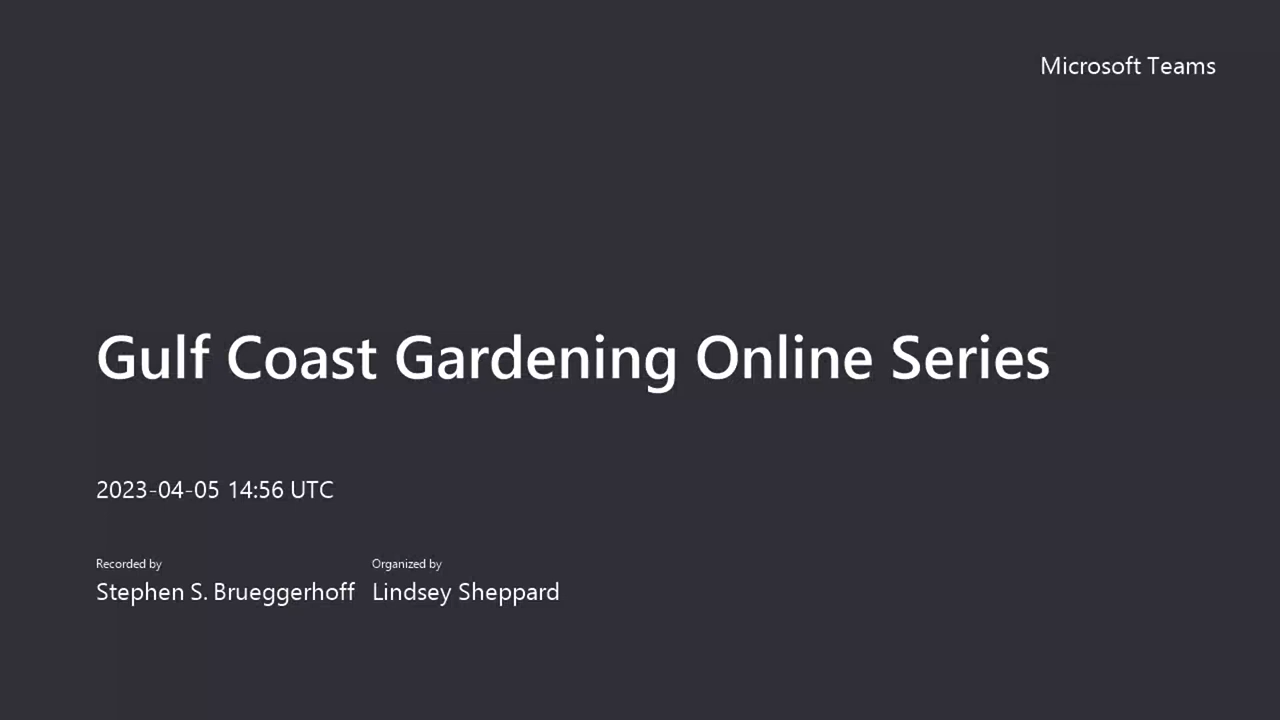 Microsoft Teams
Gulf Coast Gardening Online Series
2023-04-05 14:56 UTC
Recorded by
Stephen S. Brueggerhoff
Organized by
Lindsey Sheppard